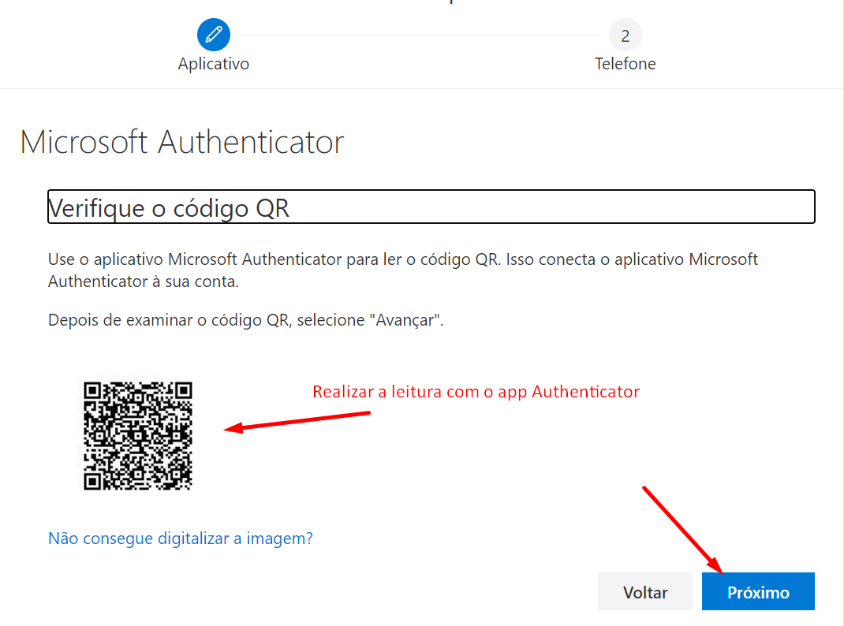 Aplicativo
2
Telefone
Microsoft Authenticator
Verifique o código QR
Use o aplicativo Microsoft Authenticator para ler o código QR. Isso conecta o aplicativo Microsoft
Authenticator à sua conta.
Depois de examinar o código QR, selecione "Avançar".
Realizar a leitura com o app Authenticator
Não consegue digitalizar a imagem?
Voltar
Próximo